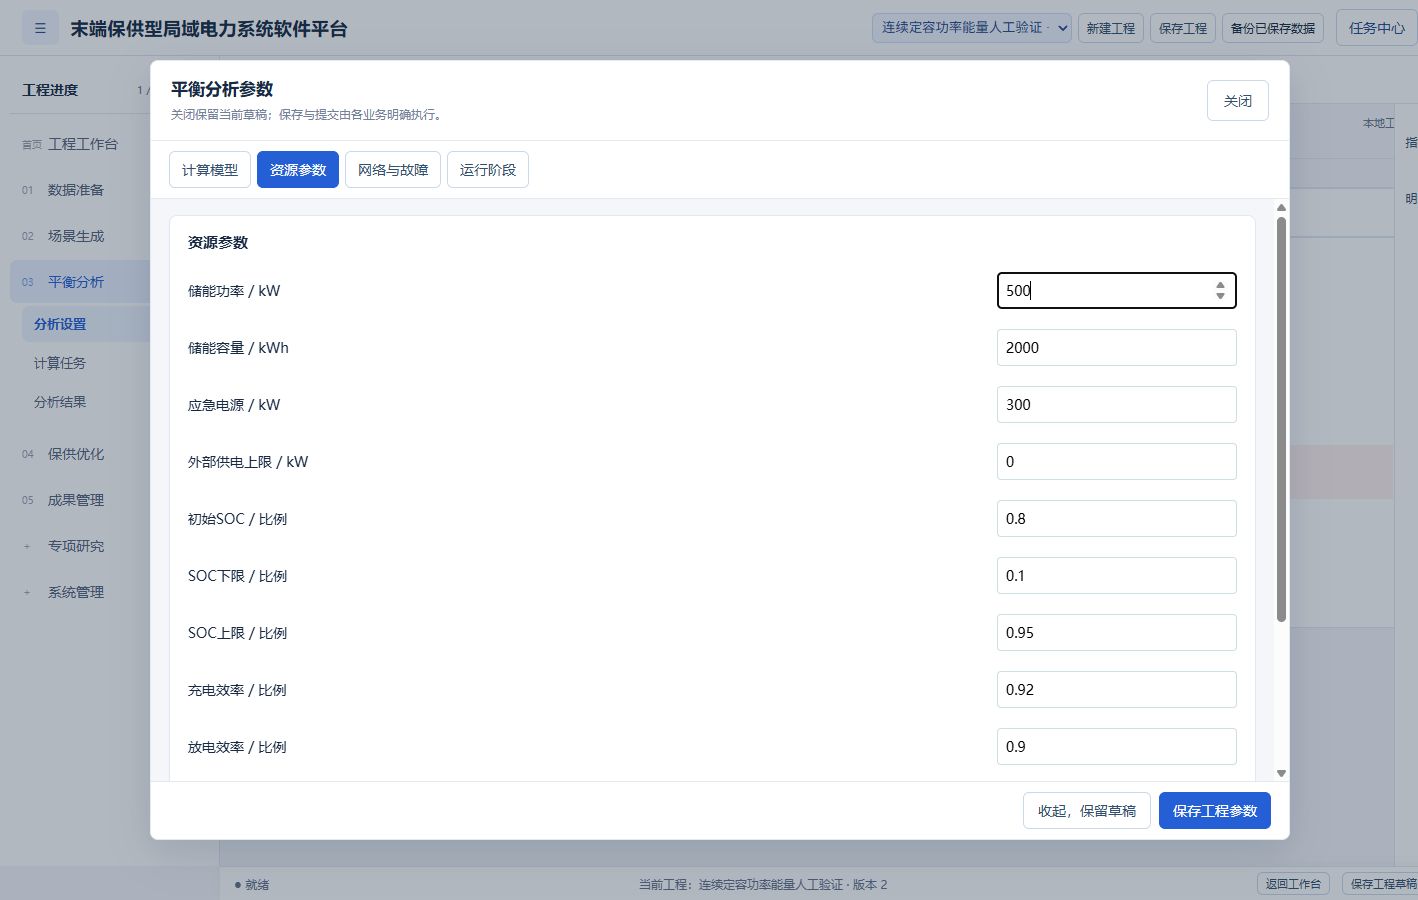 ☰ 末端保供型局域电力系统软件平台
连续定容功率能量人工验证 ·
新建工程
保存工程
备份已保存数据
任务中心
工程进度
1 /
首页 工程工作台
01 数据准备
02 场景生成
03 平衡分析
分析设置
计算任务
分析结果
04 保供优化
05 成果管理
+ 专项研究
+ 系统管理
平衡分析参数
关闭保留当前草稿；保存与提交由各业务明确执行。
关闭
计算模型
资源参数
网络与故障
运行阶段
资源参数
储能功率 / kW 500
储能容量 / kWh 2000
应急电源 / kW 300
外部供电上限 / kW 0
初始SOC / 比例 0.8
SOC下限 / 比例 0.1
SOC上限 / 比例 0.95
充电效率 / 比例 0.92
放电效率 / 比例 0.9
收起，保留草稿
保存工程参数
本地工
指
明
● 就绪
当前工程：连续定容功率能量人工验证 · 版本 2
返回工作台
保存工程草稿